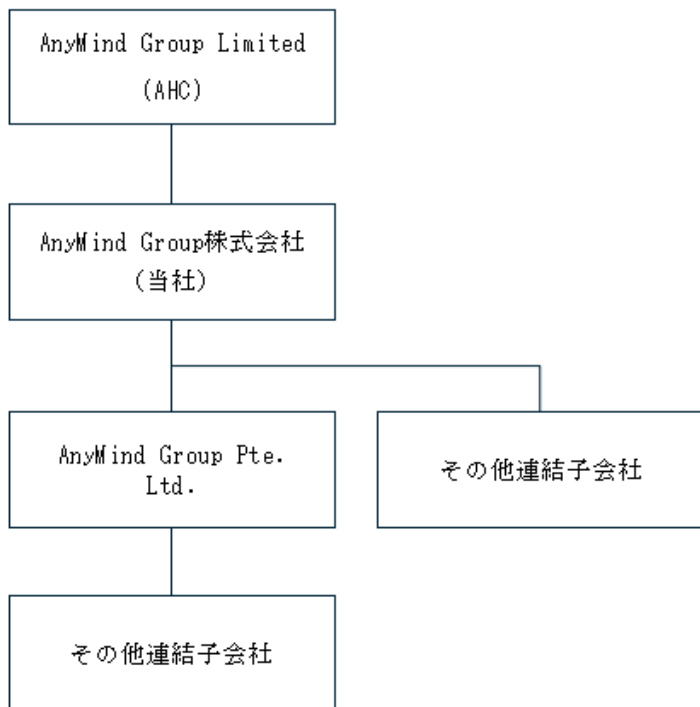 AnyMind Group Limited
(AHC)
AnyMind Group株式会社
(当社)
AnyMind Group Pte.
Ltd.
その他連結子会社
その他連結子会社